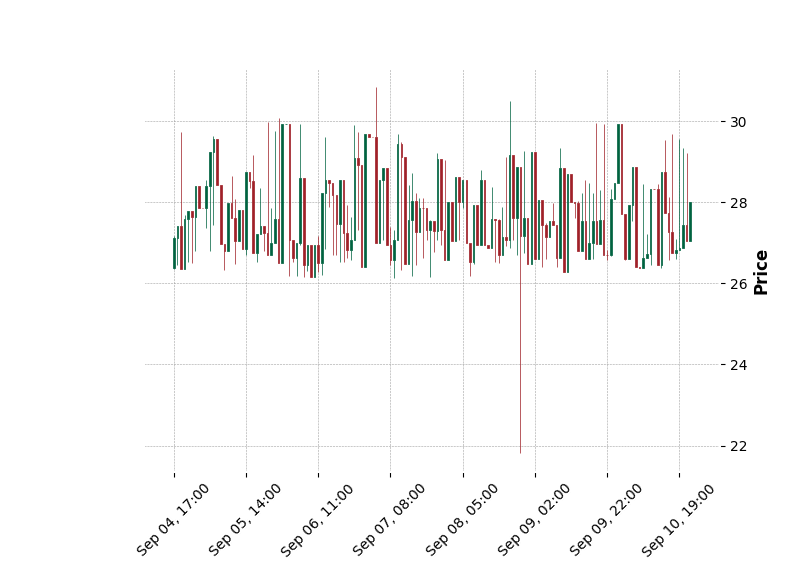 30
28
26
24
22
Price
Sep 04, 17:00
Sep 05, 14:00
Sep 06, 11:00
Sep 07, 08:00
Sep 08, 05:00
Sep 09, 02:00
Sep 09, 22:00
Sep 10, 19:00